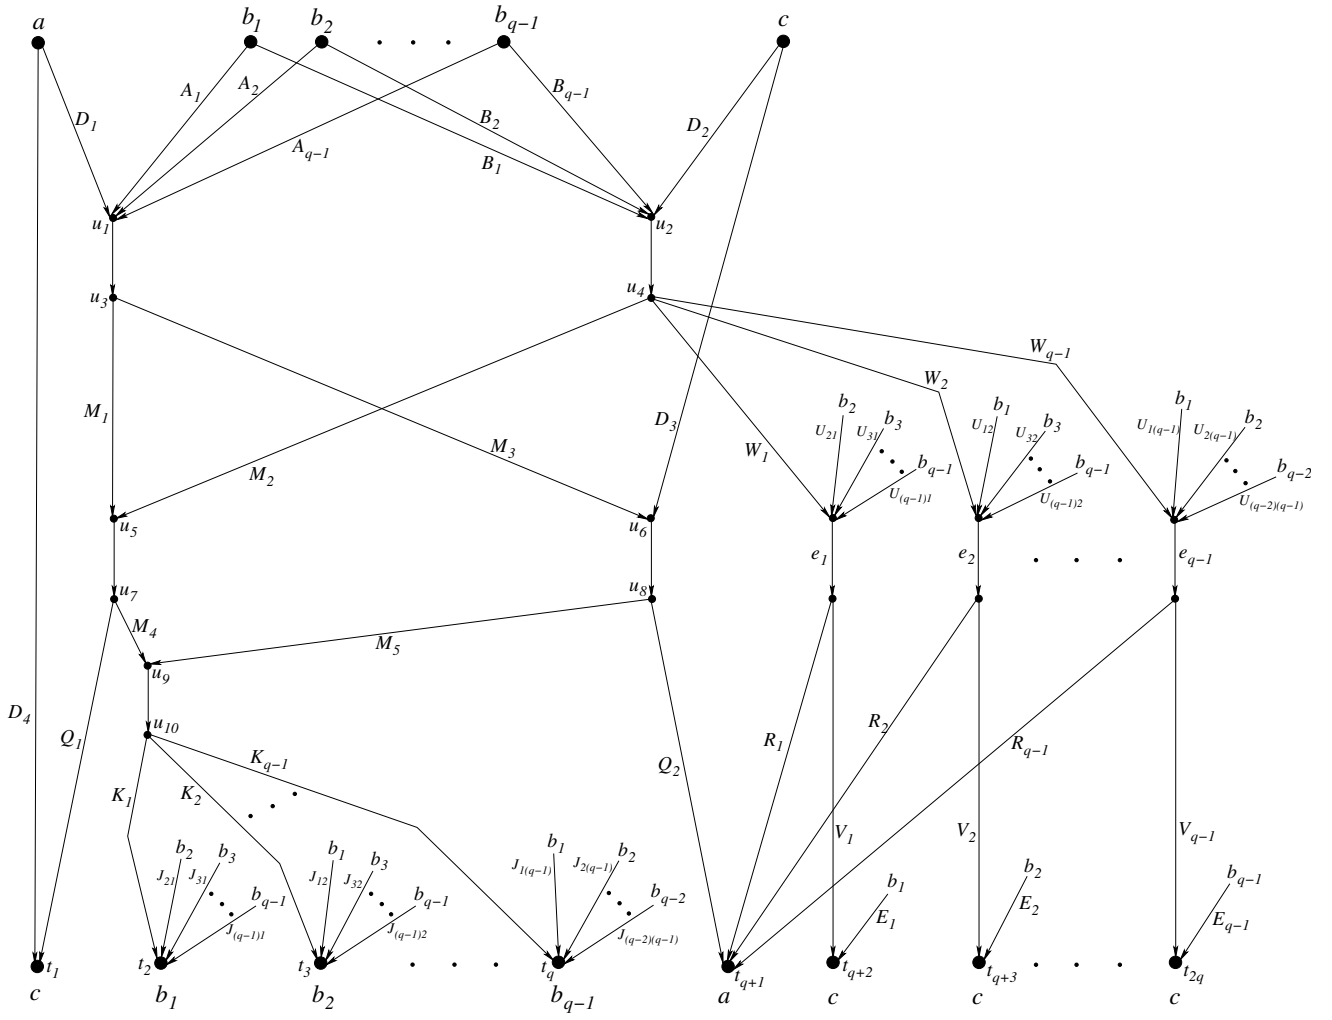 a b₁ b₂ . . . b_{q−1} c
A₁ A₂ B_{q−1}
D₁ A_{q−1} B₂ B₁ D₂
u₁ u₂
u₃ u₄
W_{q−1}
W₂
M₁ M₂ M₃ D₃ W₁
b₂ b₃ b_{q−1} b₁ b₃ b_{q−1} b₁ b₂ b_{q−2}
U₂₁ U₃₁ U_{(q−1)1} U₁₂ U₃₂ U_{(q−1)2} U_{1(q−1)} U_{2(q−1)} U_{(q−2)(q−1)}
u₅ u₆
e₁ e₂ . . . e_{q−1}
u₇ u₈
M₄ M₅
u₉
u₁₀
D₄ Q₁ K₁ K₂ K_{q−1} Q₂ R₁ R₂ R_{q−1}
V₁ V₂ V_{q−1}
b₂ b₃ b_{q−1} b₁ b₃ b_{q−1} b₁ b₂ b_{q−2}
J₂₁ J₃₁ J_{(q−1)1} J₁₂ J₃₂ J_{(q−1)2} J_{1(q−1)} J_{2(q−1)} J_{(q−2)(q−1)}
b₁ b₂ b_{q−1}
E₁ E₂ E_{q−1}
t₁ t₂ t₃ . . . t_q t_{q+1} t_{q+2} t_{q+3} . . . t_{2q}
c b₁ b₂ b_{q−1} a c c c